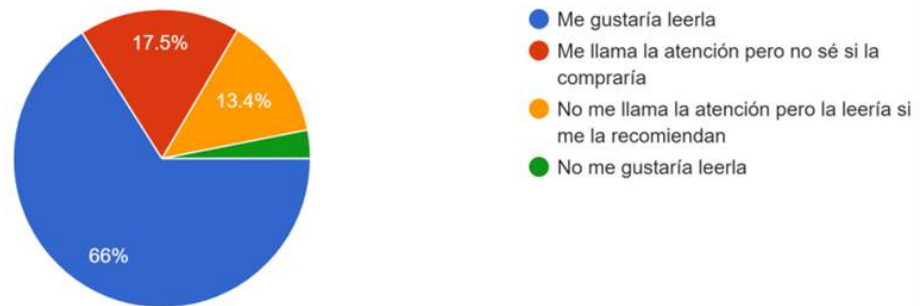 17.5%
13.4%
66%
Me gustaría leerla
Me llama la atención pero no sé si la
compraría
No me llama la atención pero la leería si
me la recomiendan
No me gustaría leerla